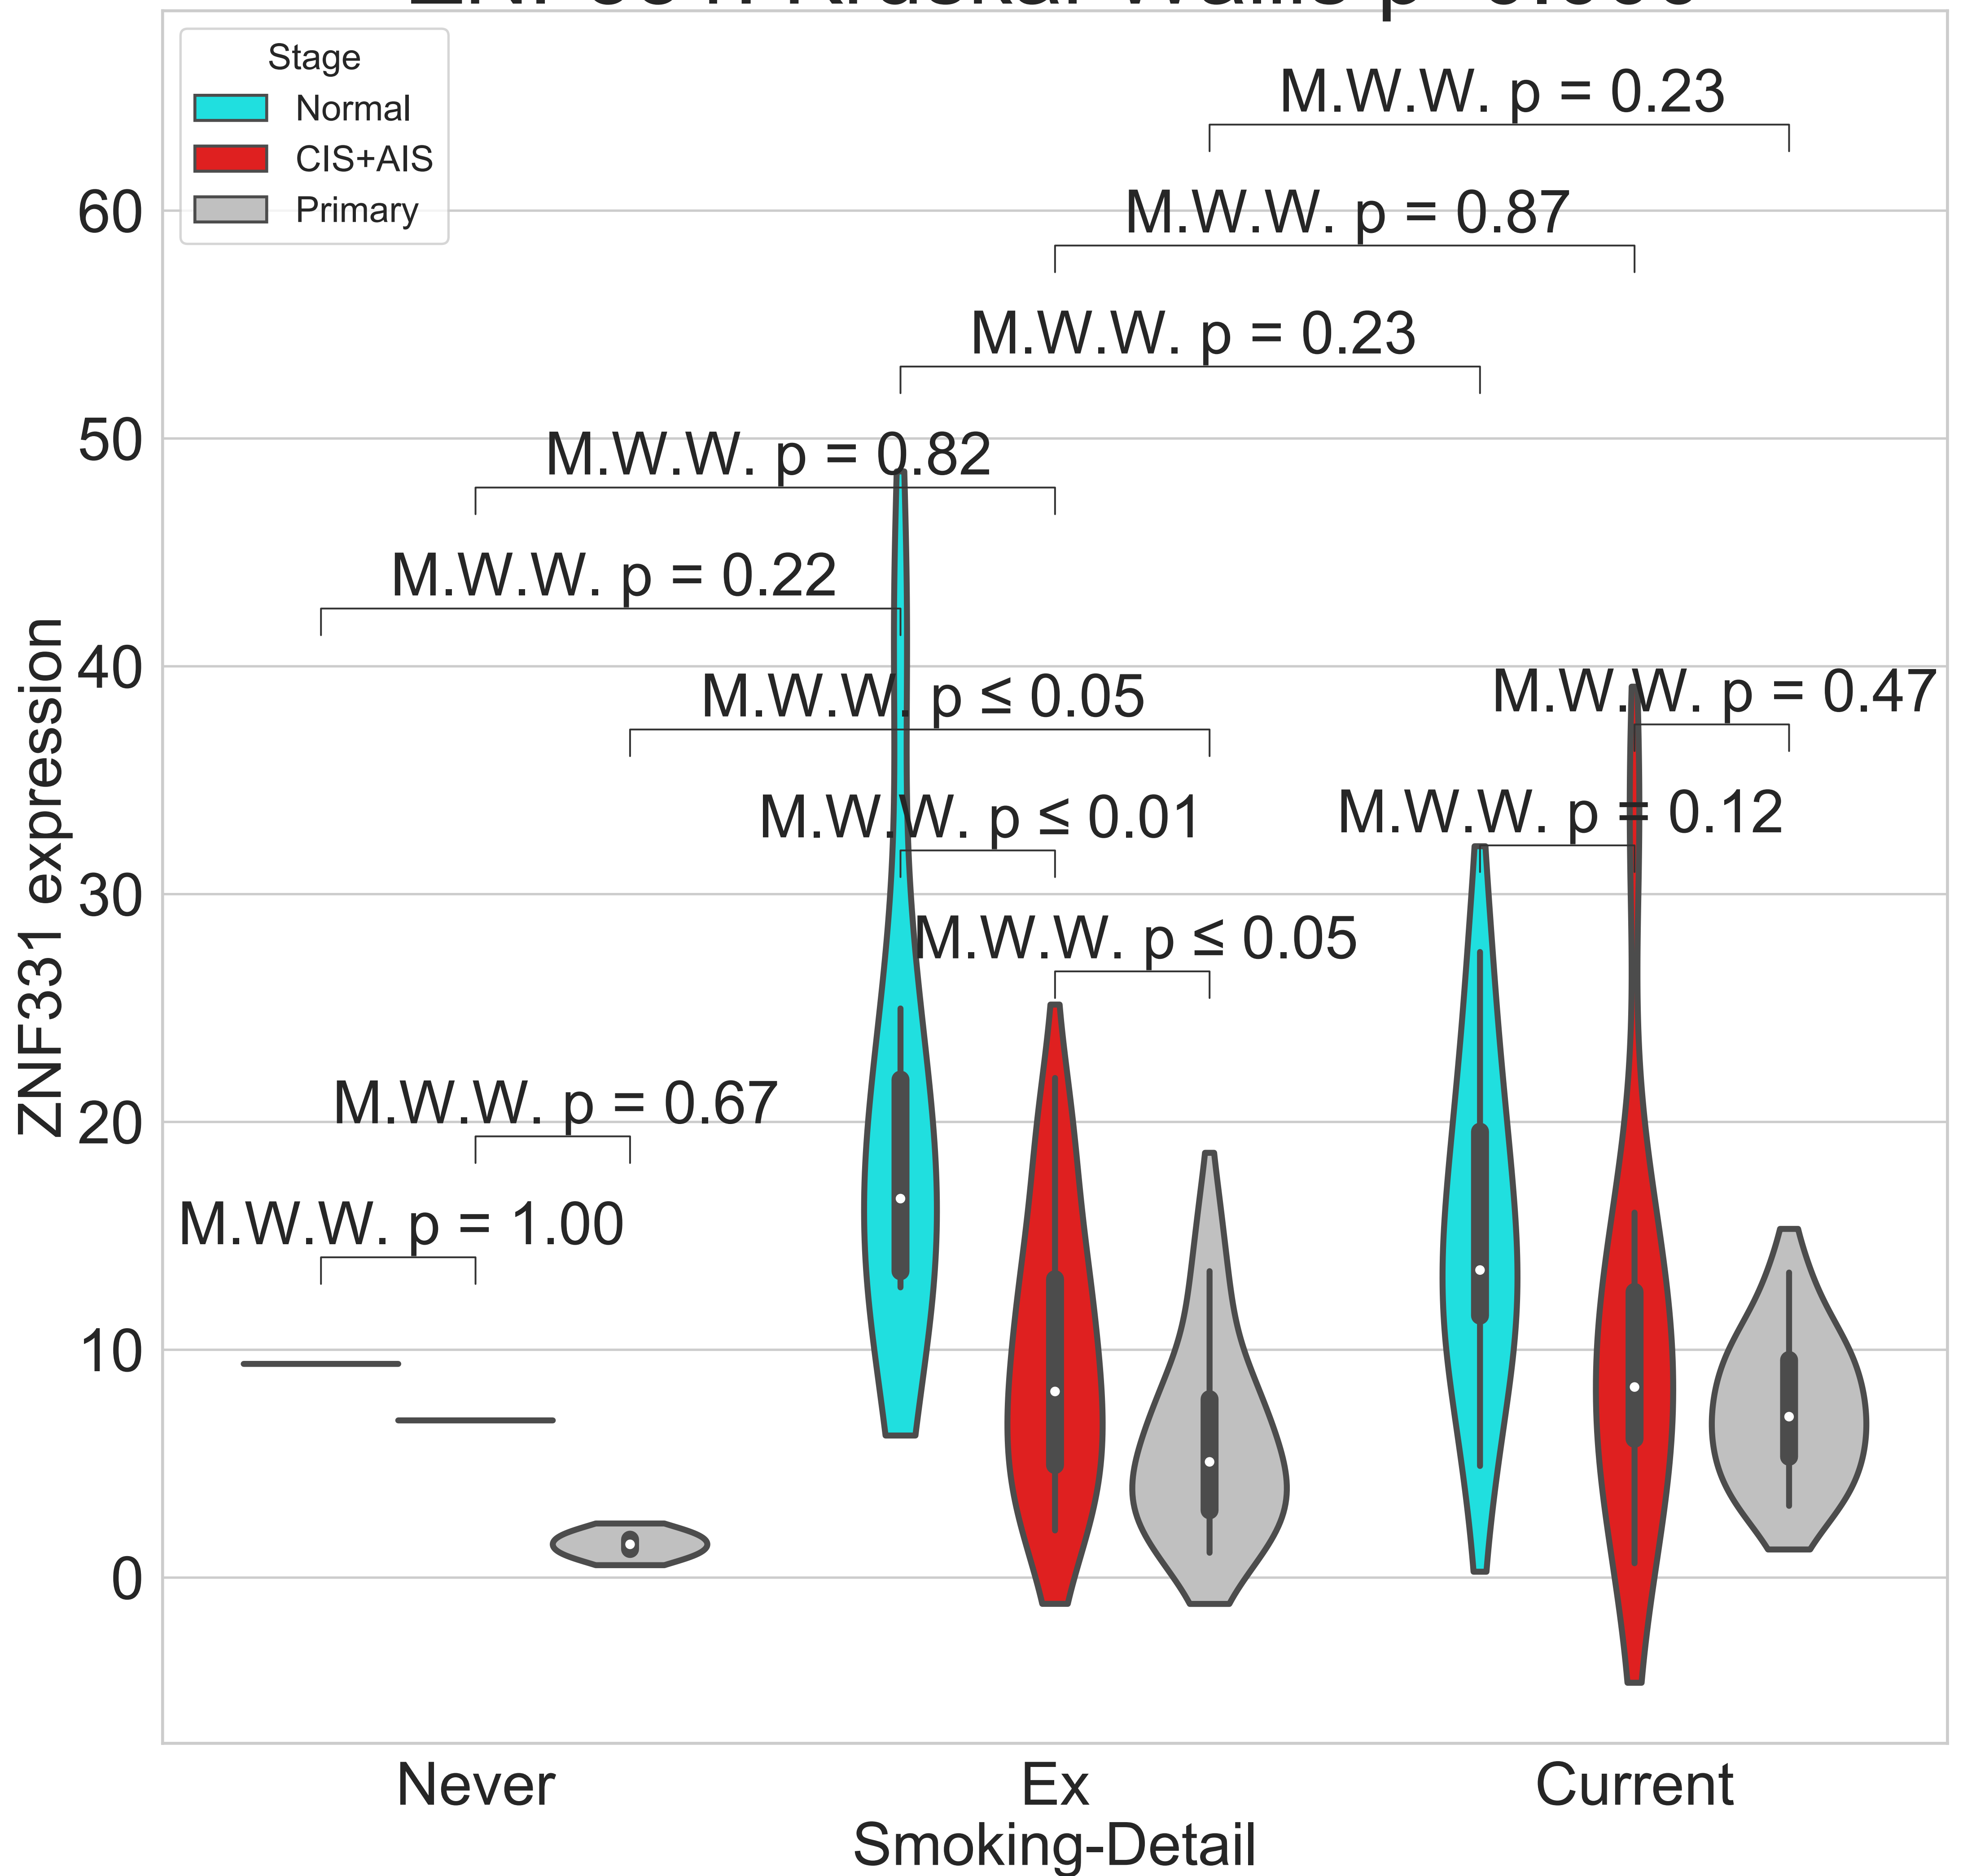 Stage
Normal
CIS+AIS
Primary
M.W.W. p = 0.23
M.W.W. p = 0.87
M.W.W. p = 0.23
M.W.W. p = 0.82
M.W.W. p = 0.22
M.W.W. p ≤ 0.05
M.W.W. p = 0.47
M.W.W. p ≤ 0.01
M.W.W. p = 0.12
M.W.W. p ≤ 0.05
M.W.W. p = 0.67
M.W.W. p = 1.00
ZNF331 expression
60
50
40
30
20
10
0
Never
Ex
Current
Smoking-Detail